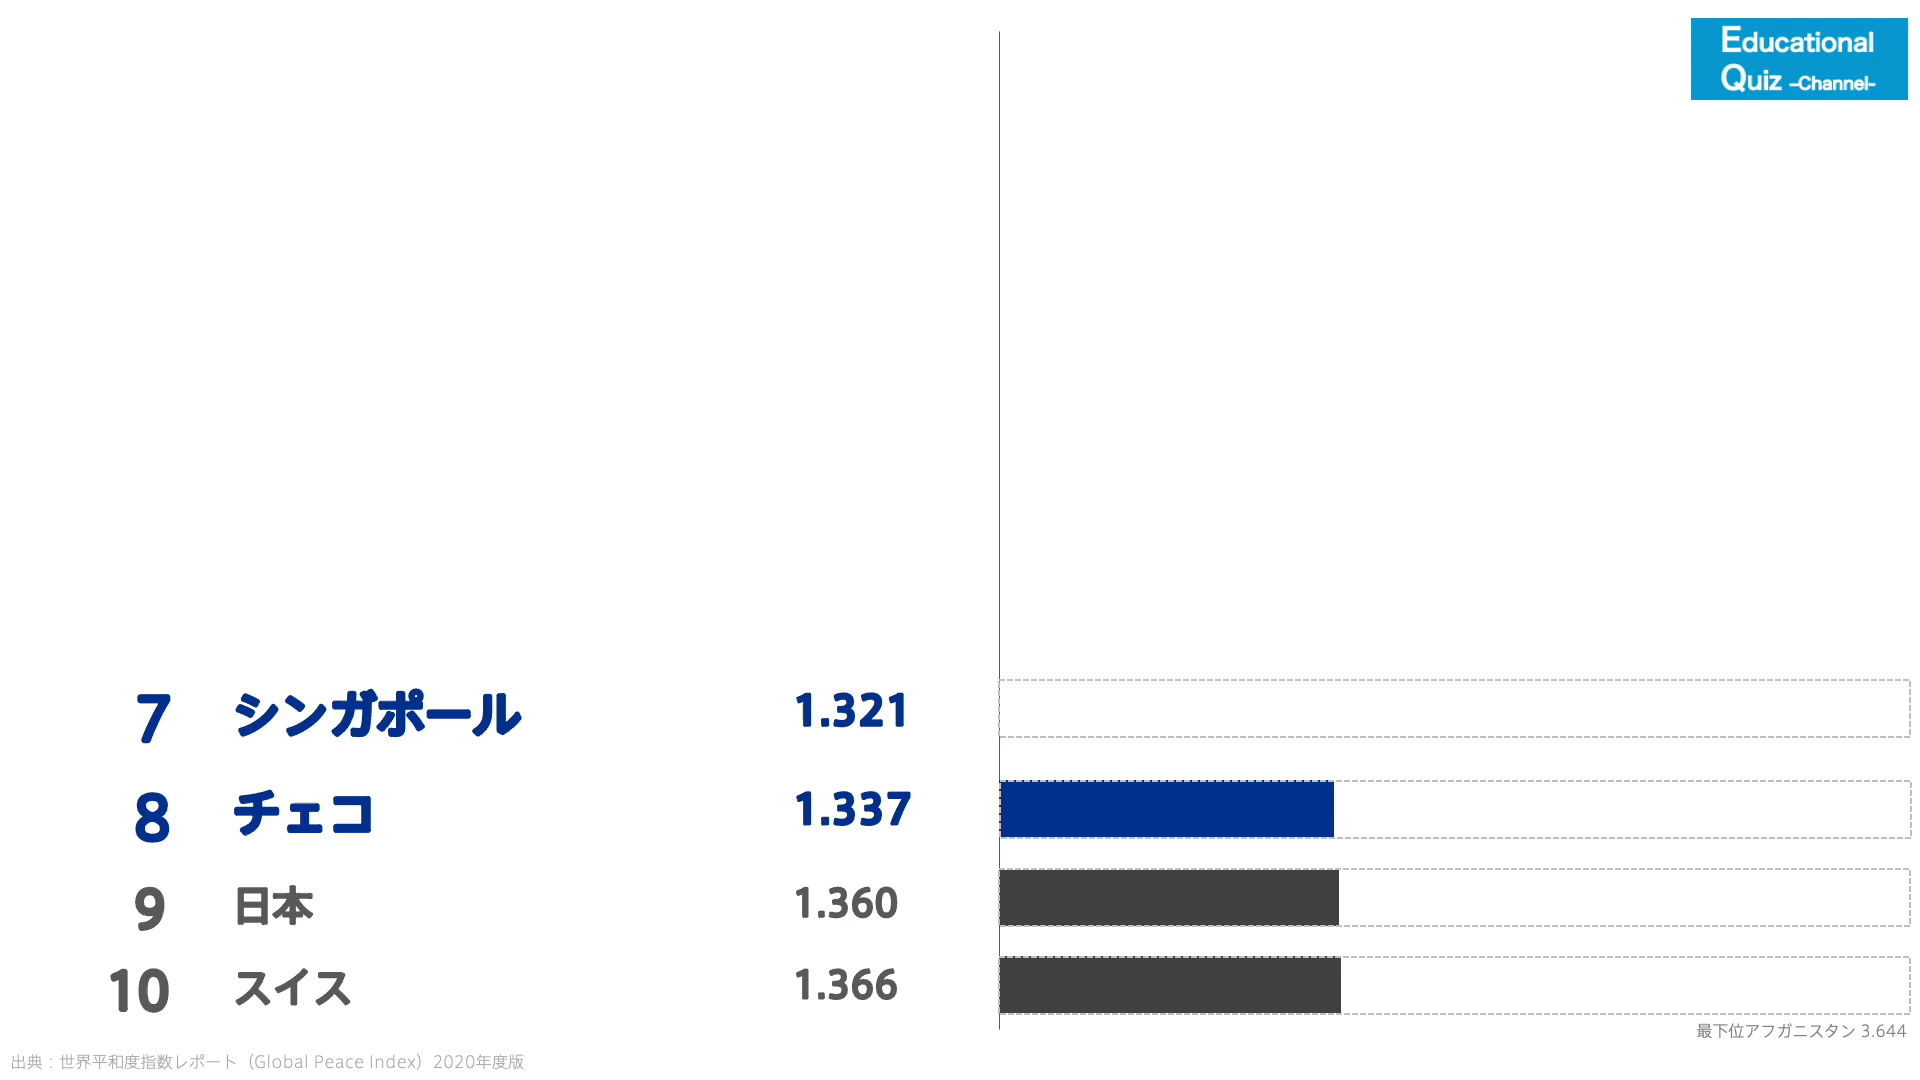 Educational
Quiz –Channel-
7 シンガポール 1.321
8 チェコ 1.337
9 日本 1.360
10 スイス 1.366
最下位アフガニスタン 3.644
出典：世界平和度指数レポート（Global Peace Index）2020年度版